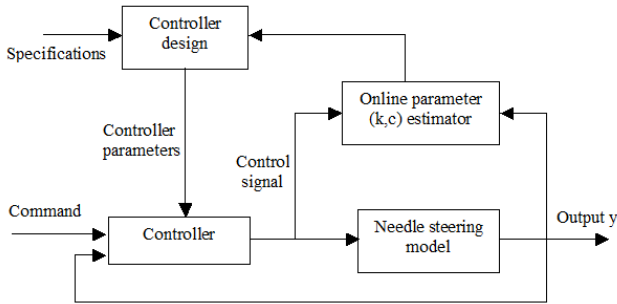 Controller
design
Specifications
Online parameter
(k,c) estimator
Controller
parameters
Control
signal
Command
Controller
Needle steering
model
Output y